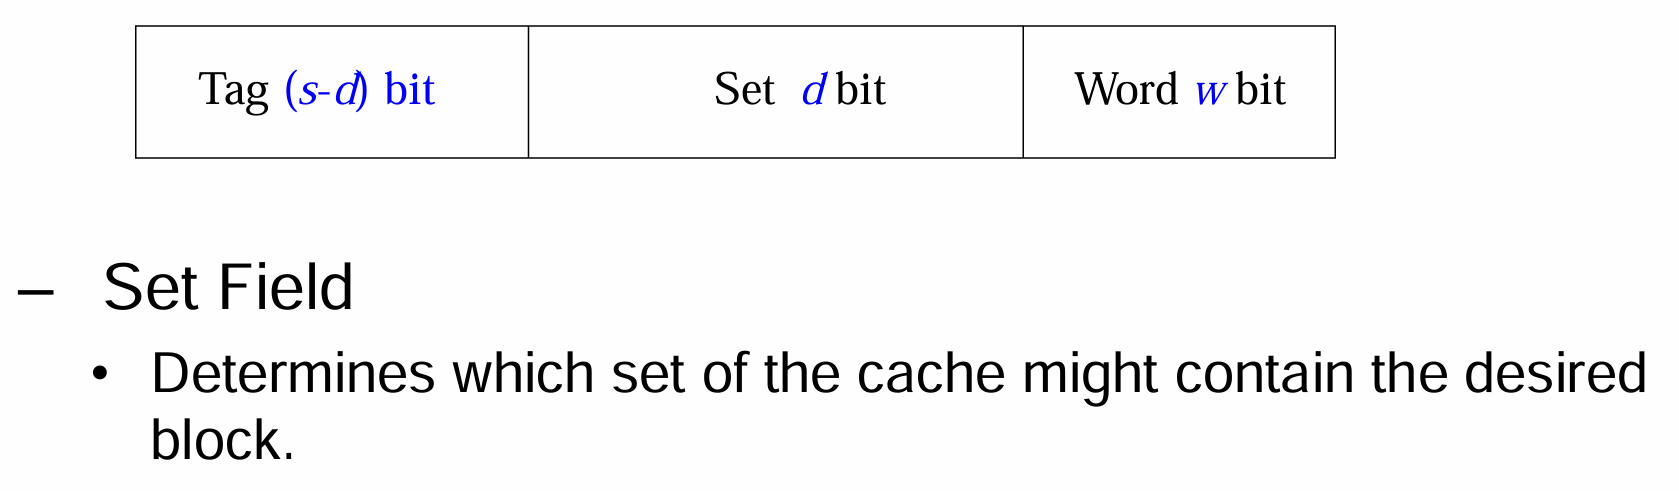 Tag (s-d) bit Set d bit Word w bit
– Set Field
• Determines which set of the cache might contain the desired
block.